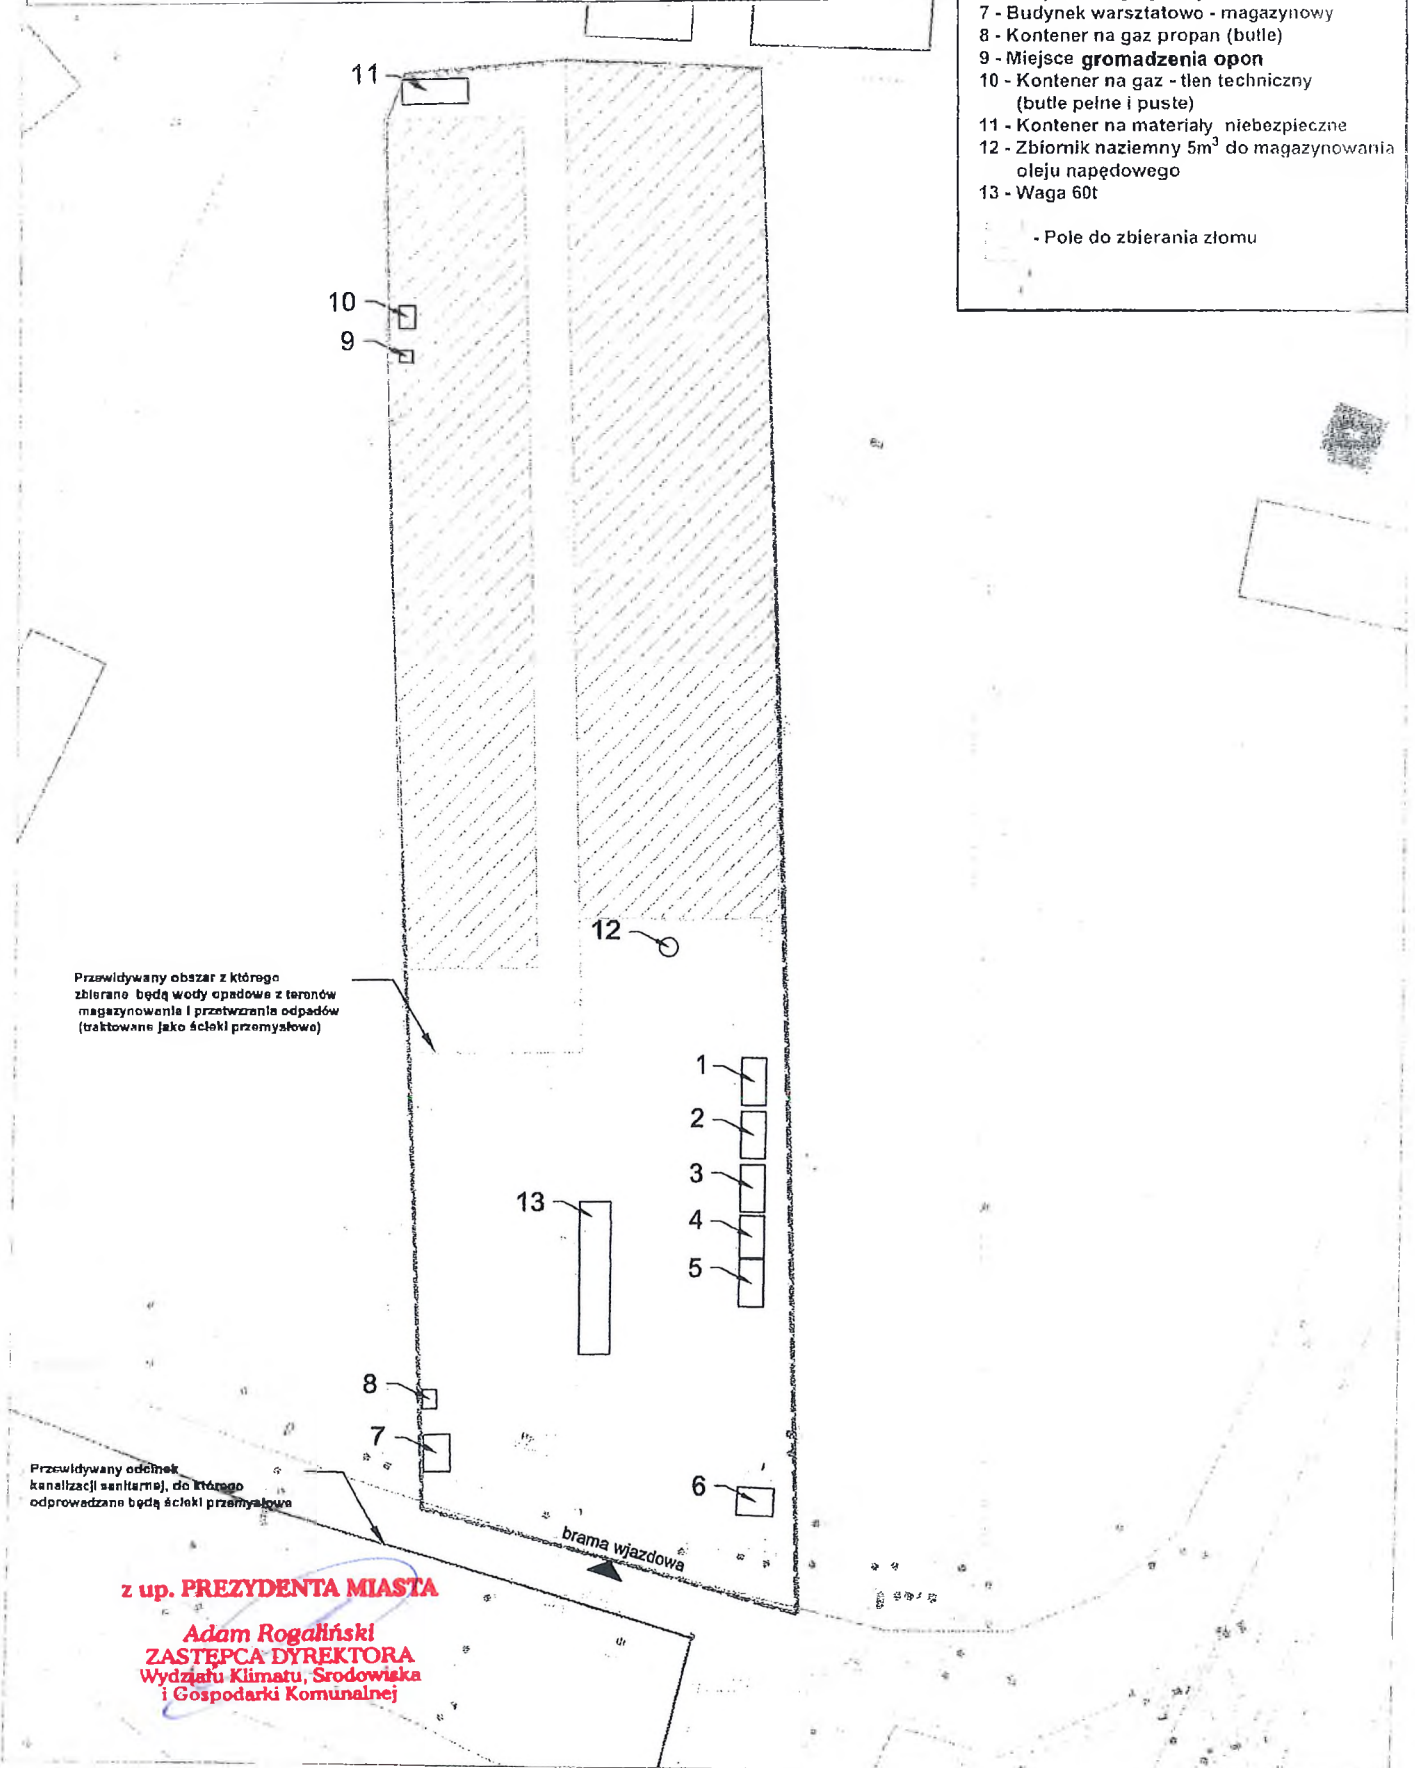 7 - Budynek warsztatowo - magazynowy
8 - Kontener na gaz propan (butle)
9 - Miejsce gromadzenia opon
10 - Kontener na gaz - tlen techniczny
(butle pełne i puste)
11 - Kontener na materiały niebezpieczne
12 - Zbiornik naziemny 5m³ do magazynowania
oleju napędowego
13 - Waga 60t
- Pole do zbierania złomu
11
10
9
12
Przewidywany obszar z którego
zbierane będą wody opadowe z terenów
magazynowania i przetwarzania odpadów
(traktowane jako ścieki przemysłowe)
1
2
3
13
4
5
8
7
Przewidywany odcinek
kanalizacji sanitarnej, do którego
odprowadzane będą ścieki przemysłowe
6
brama wjazdowa
z up. PREZYDENTA MIASTA
Adam Rogaliński
ZASTĘPCA DYREKTORA
Wydziału Klimatu, Środowiska
i Gospodarki Komunalnej